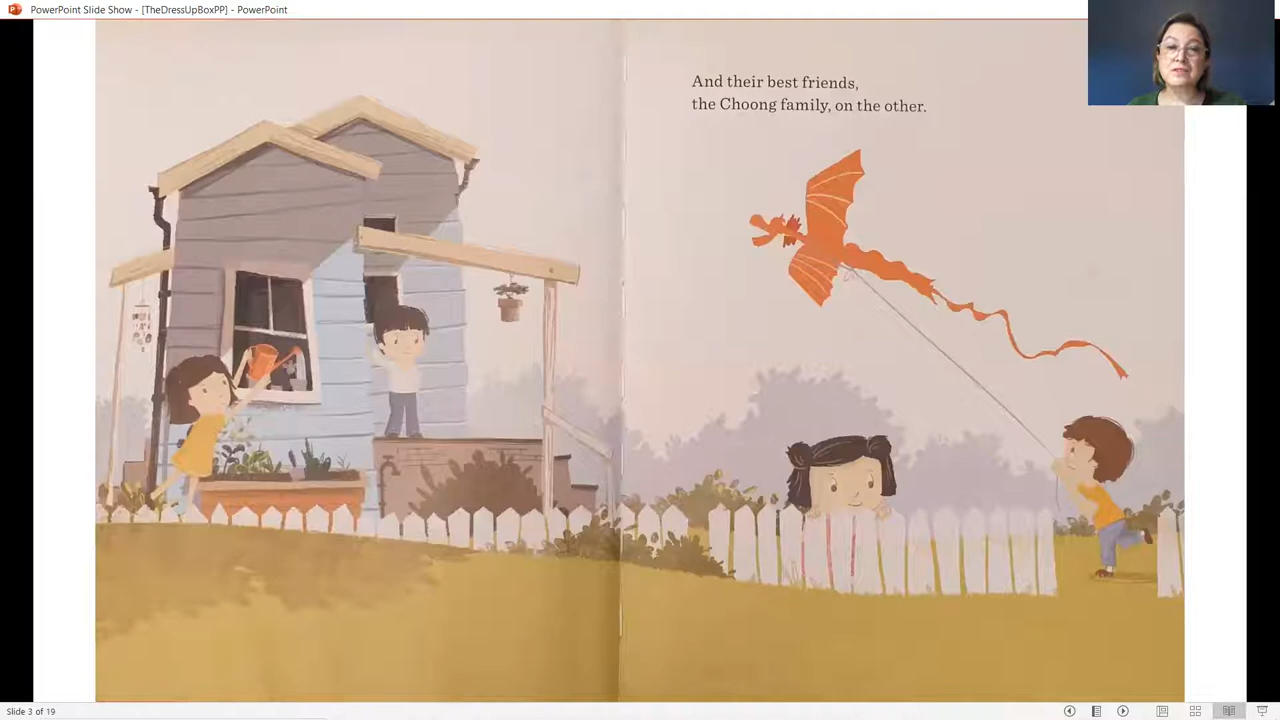 PowerPoint Slide Show - [TheDressUpBoxPP] - PowerPoint
And their best friends,
the Choong family, on the other.
Slide 3 of 19